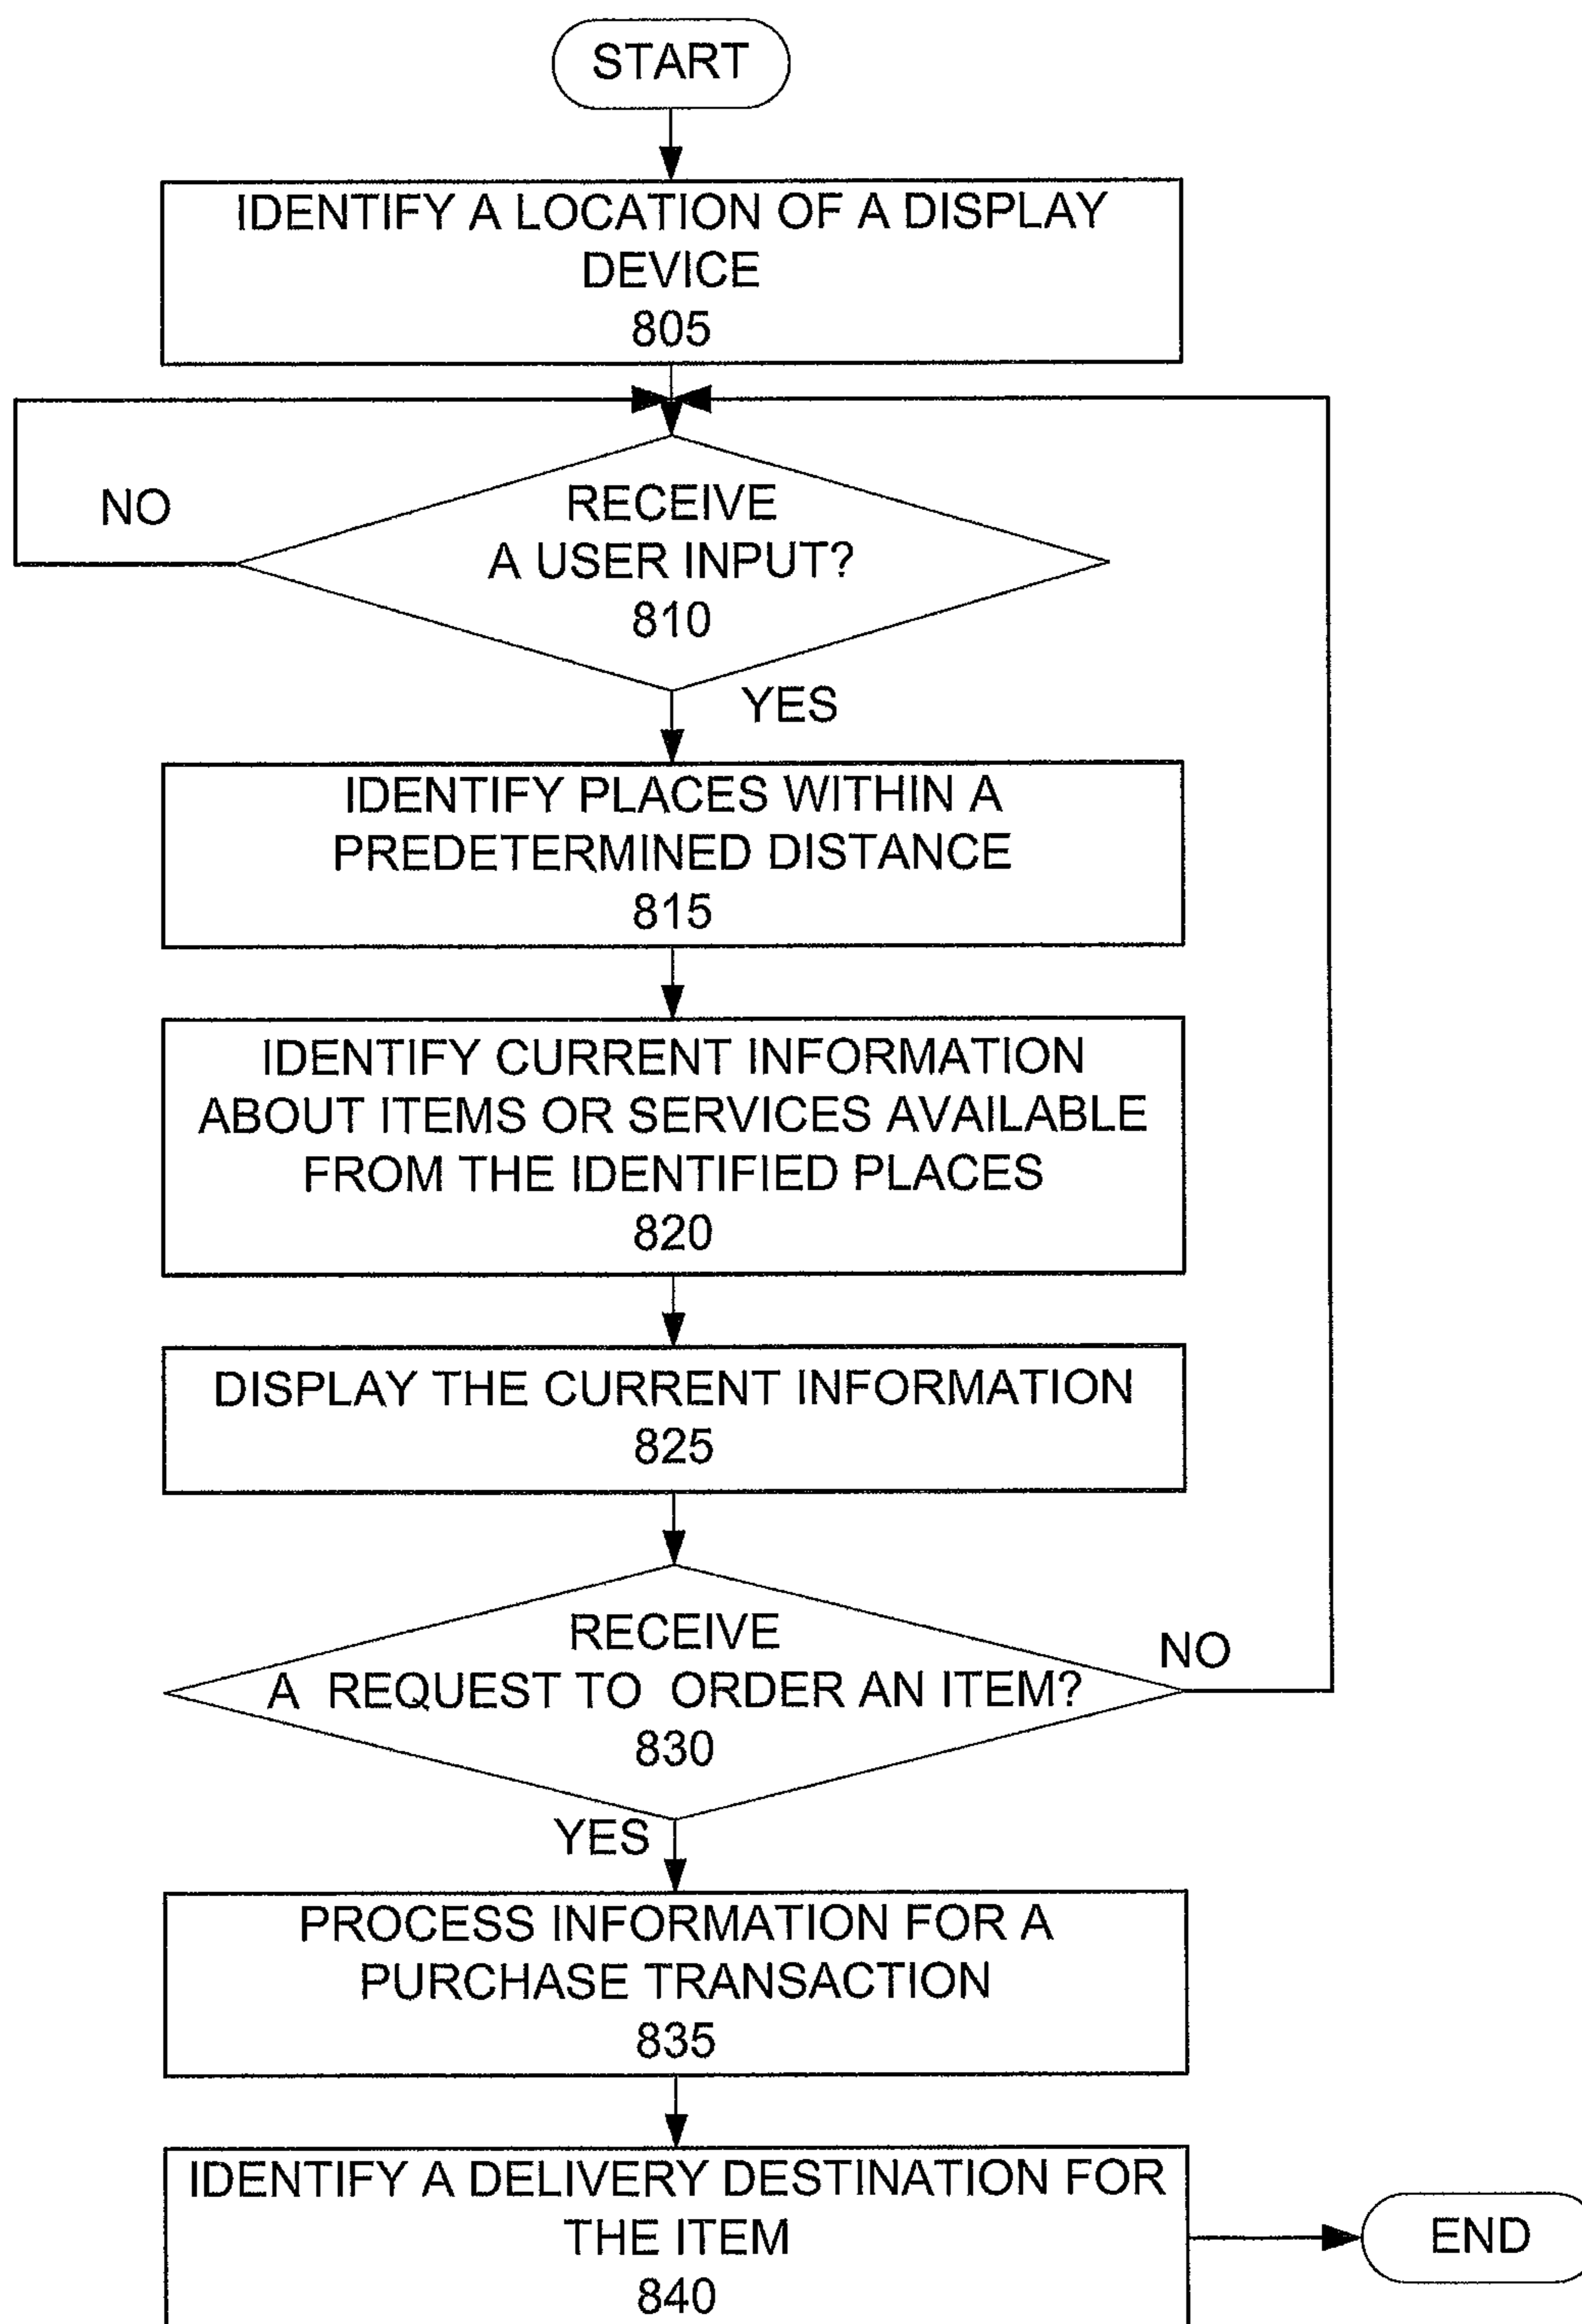 START
IDENTIFY A LOCATION OF A DISPLAY
DEVICE
805
NO
RECEIVE
A USER INPUT?
810
YES
IDENTIFY PLACES WITHIN A
PREDETERMINED DISTANCE
815
IDENTIFY CURRENT INFORMATION
ABOUT ITEMS OR SERVICES AVAILABLE
FROM THE IDENTIFIED PLACES
820
DISPLAY THE CURRENT INFORMATION
825
RECEIVE
A REQUEST TO ORDER AN ITEM?
830
NO
YES
PROCESS INFORMATION FOR A
PURCHASE TRANSACTION
835
IDENTIFY A DELIVERY DESTINATION FOR
THE ITEM
840
END